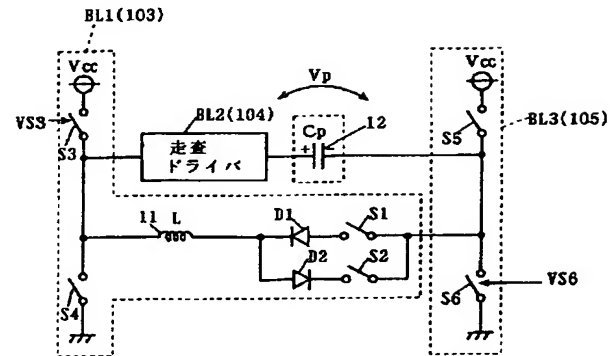 BL1(103)
Vcc
VS3
S3
BL2(104)
走査
ドライバ
Vp
Cp
12
+
Vcc
S5
BL3(105)
11
L
D1
S1
D2
S2
S4
S6
VS6